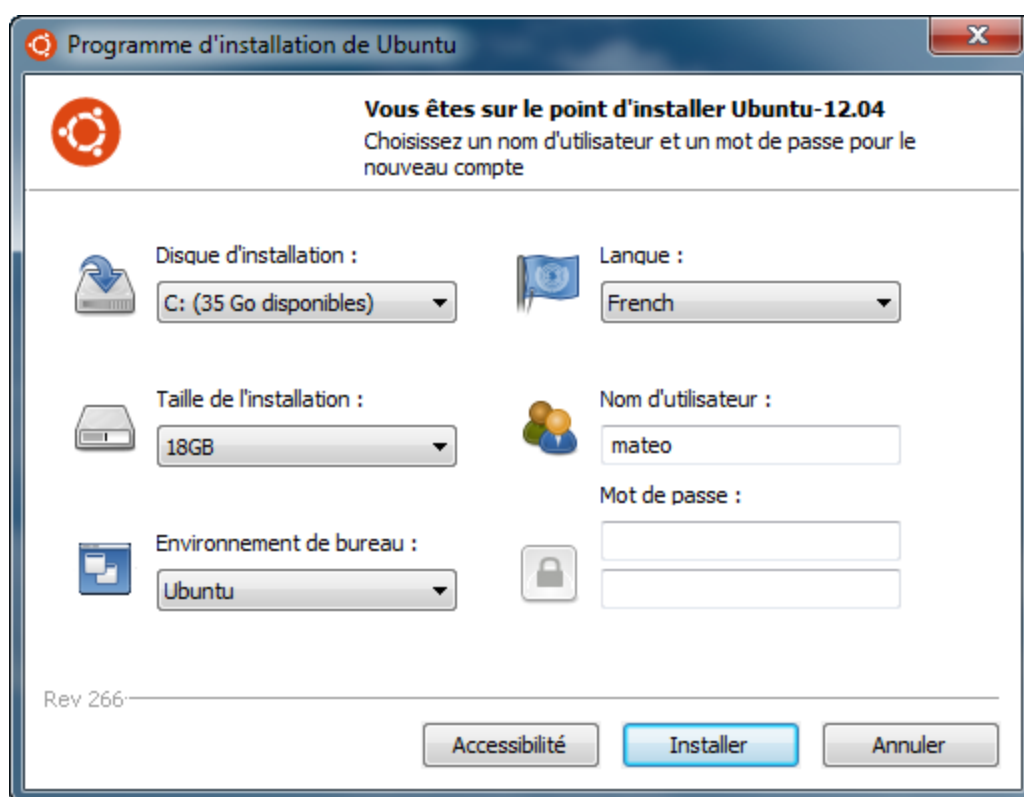 Programme d'installation de Ubuntu
Vous êtes sur le point d'installer Ubuntu-12.04
Choisissez un nom d'utilisateur et un mot de passe pour le
nouveau compte
Disque d'installation :
C: (35 Go disponibles)
Langue :
French
Taille de l'installation :
18GB
Nom d'utilisateur :
mateo
Mot de passe :
Environnement de bureau :
Ubuntu
Rev 266
Accessibilité
Installer
Annuler